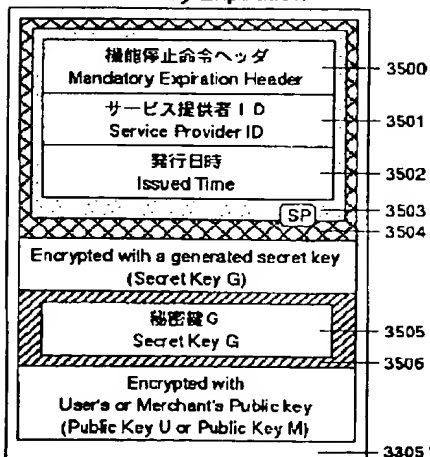 機能停止命令ヘッダ
Mandatory Expiration Header
3500
サービス提供者ＩＤ
Service Provider ID
3501
発行日時
Issued Time
3502
SP
3503
3504
Encrypted with a generated secret key
(Secret Key G)
秘密鍵G
Secret Key G
3505
3506
Encrypted with
User's or Merchant's Public key
(Public Key U or Public Key M)
3305